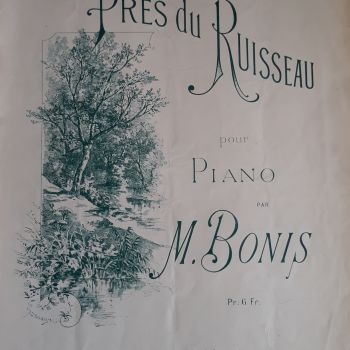 PRÈS DU RUISSEAU
pour
PIANO
PAR
M. BONIS
Pr. 6 Fr.